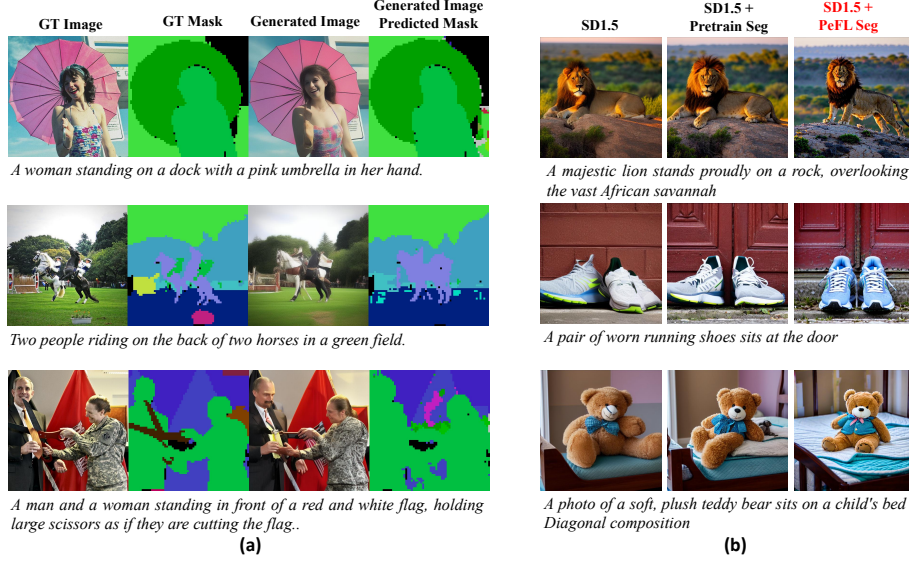 GT Image
GT Mask
Generated Image
Generated Image
Predicted Mask
A woman standing on a dock with a pink umbrella in her hand.
Two people riding on the back of two horses in a green field.
A man and a woman standing in front of a red and white flag, holding
large scissors as if they are cutting the flag..
(a)
SD1.5
SD1.5 +
Pretrain Seg
SD1.5 +
PeFL Seg
A majestic lion stands proudly on a rock, overlooking
the vast African savannah
A pair of worn running shoes sits at the door
A photo of a soft, plush teddy bear sits on a child's bed
Diagonal composition
(b)